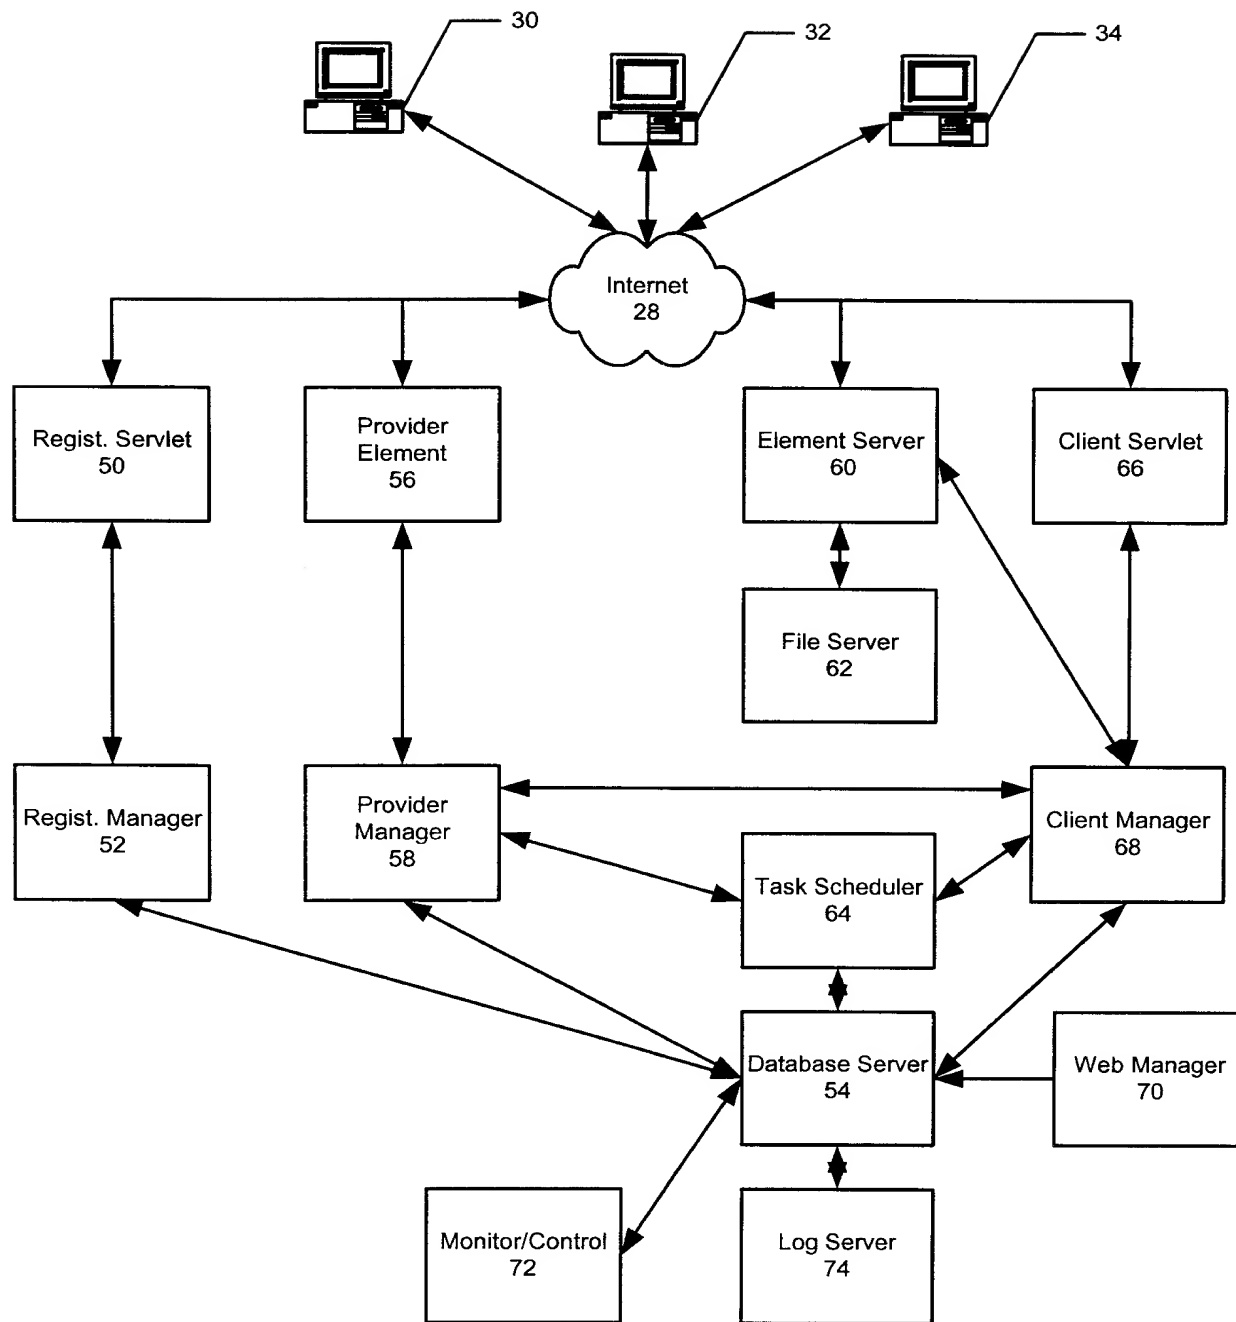 30
32
34
Internet
28
Regist. Servlet
50
Provider
Element
56
Element Server
60
Client Servlet
66
File Server
62
Regist. Manager
52
Provider
Manager
58
Client Manager
68
Task Scheduler
64
Database Server
54
Web Manager
70
Monitor/Control
72
Log Server
74